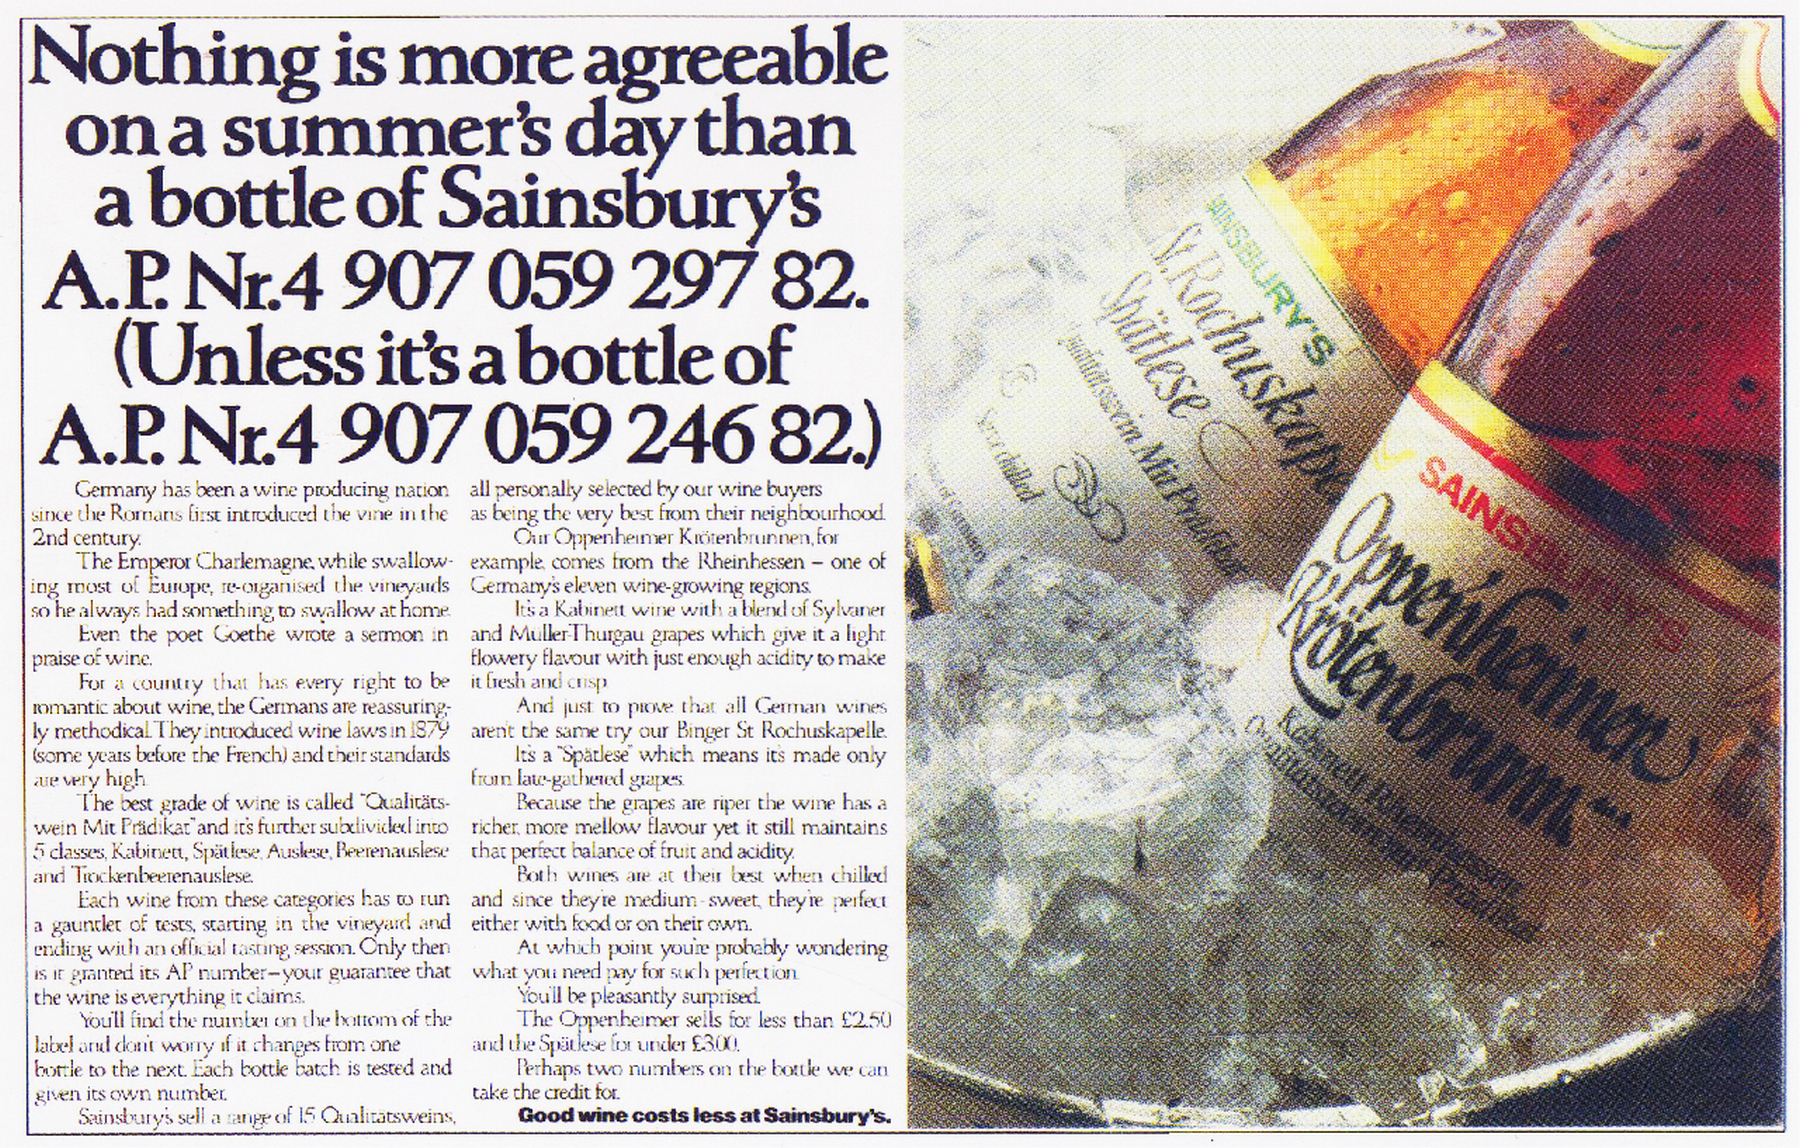 Nothing is more agreeable
on a summer's day than
a bottle of Sainsbury's
A.P. Nr. 4 907 059 297 82.
(Unless it's a bottle of
A.P. Nr. 4 907 059 246 82.)
Germany has been a wine producing nation
since the Romans first introduced the vine in the
2nd century.
The Emperor Charlemagne, while swallow-
ing most of Europe, re-organised the vineyards
so he always had something to swallow at home.
Even the poet Goethe wrote a sermon in
praise of wine.
For a country that has every right to be
romantic about wine, the Germans are reassuring-
ly methodical. They introduced wine laws in 1879
(some years before the French) and their standards
are very high.
The best grade of wine is called "Qualitäts-
wein Mit Prädikat" and it's further subdivided into
5 classes, Kabinett, Spätlese, Auslese, Beerenauslese
and Trockenbeerenauslese.
Each wine from these categories has to run
a gauntlet of tests, starting in the vineyard and
ending with an official tasting session. Only then
is it granted its AP number–your guarantee that
the wine is everything it claims.
You'll find the number on the bottom of the
label and don't worry if it changes from one
bottle to the next. Each bottle batch is tested and
given its own number.
Sainsbury's sell a range of 15 Qualitätsweins,
all personally selected by our wine buyers
as being the very best from their neighbourhood.
Our Oppenheimer Krötenbrunnen, for
example, comes from the Rheinhessen – one of
Germany's eleven wine-growing regions.
It's a Kabinett wine with a blend of Sylvaner
and Muller-Thurgau grapes which give it a light
flowery flavour with just enough acidity to make
it fresh and crisp.
And just to prove that all German wines
aren't the same try our Binger St Rochuskapelle.
It's a "Spätlese" which means it's made only
from late-gathered grapes.
Because the grapes are riper the wine has a
richer, more mellow flavour yet it still maintains
that perfect balance of fruit and acidity.
Both wines are at their best when chilled
and since they're medium-sweet, they're perfect
either with food or on their own.
At which point you're probably wondering
what you need pay for such perfection.
You'll be pleasantly surprised.
The Oppenheimer sells for less than £2.50
and the Spätlese for under £3.00.
Perhaps two numbers on the bottle we can
take the credit for.
Good wine costs less at Sainsbury's.
SAINSBURY'S
St. Rochuskape
Spätlese
Qualitätswein Mit Prädikat
Serve chilled
SAINSBURY'S
Oppenheimer
Krötenbrunn
Kabinett Rheinhessen
Qualitätswein Mit Prädikat